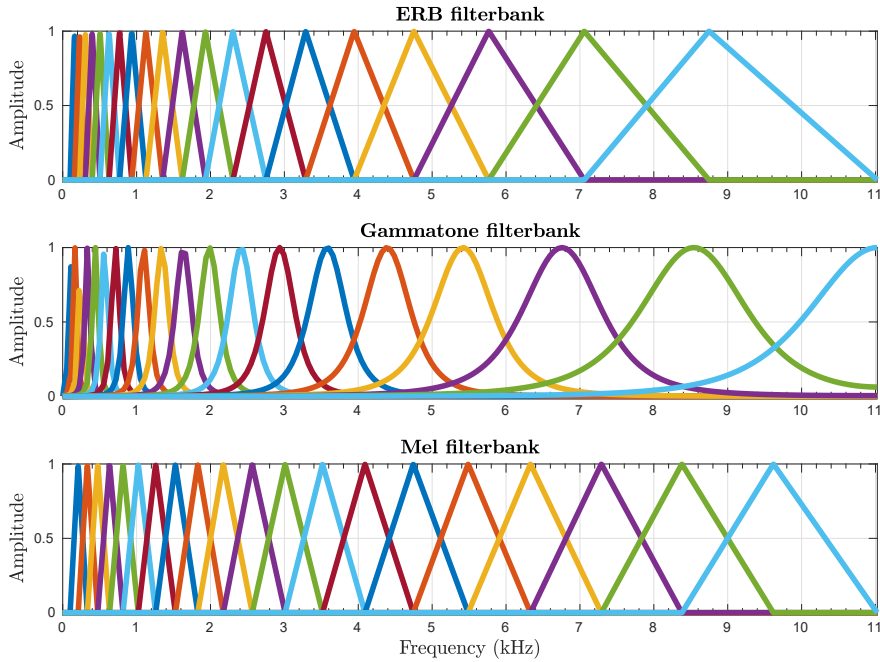 ERB filterbank
1
0.5
0
Amplitude
0 1 2 3 4 5 6 7 8 9 10 11
Gammatone filterbank
1
0.5
0
Amplitude
0 1 2 3 4 5 6 7 8 9 10 11
Mel filterbank
1
0.5
0
Amplitude
0 1 2 3 4 5 6 7 8 9 10 11
Frequency (kHz)